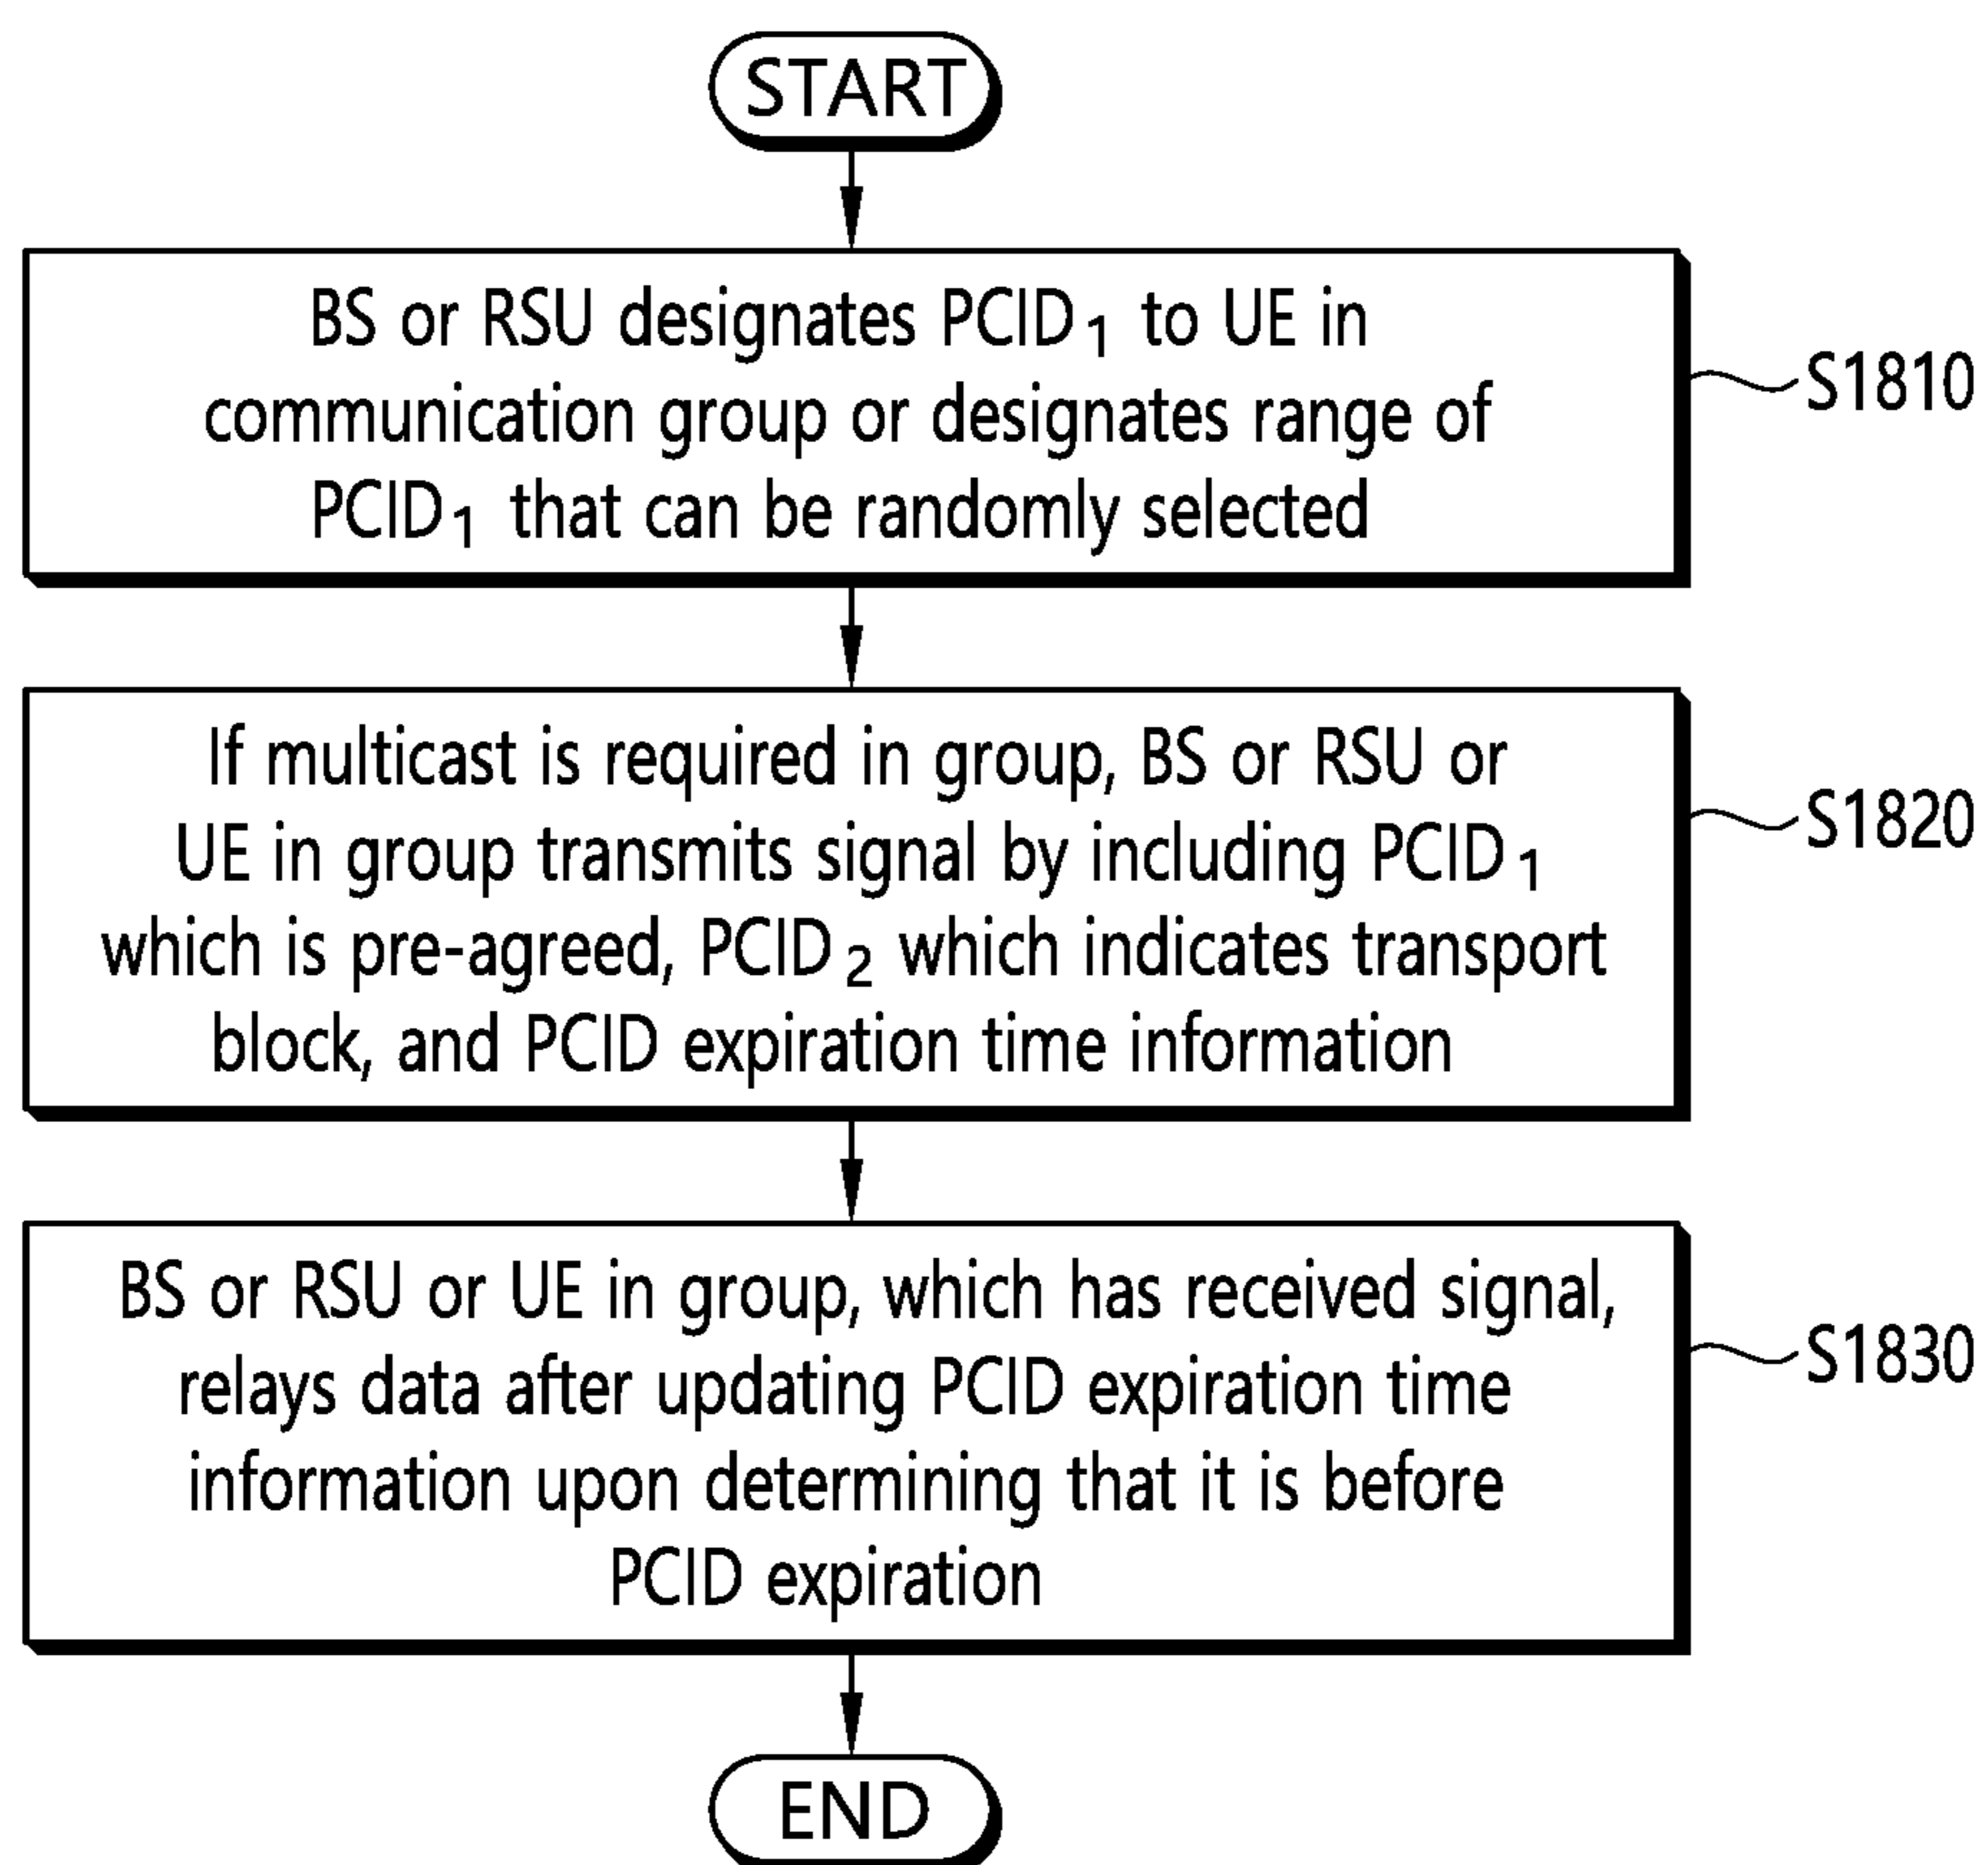 START
BS or RSU designates PCID₁ to UE in
communication group or designates range of
PCID₁ that can be randomly selected
S1810
If multicast is required in group, BS or RSU or
UE in group transmits signal by including PCID₁
which is pre-agreed, PCID₂ which indicates transport
block, and PCID expiration time information
S1820
BS or RSU or UE in group, which has received signal,
relays data after updating PCID expiration time
information upon determining that it is before
PCID expiration
S1830
END